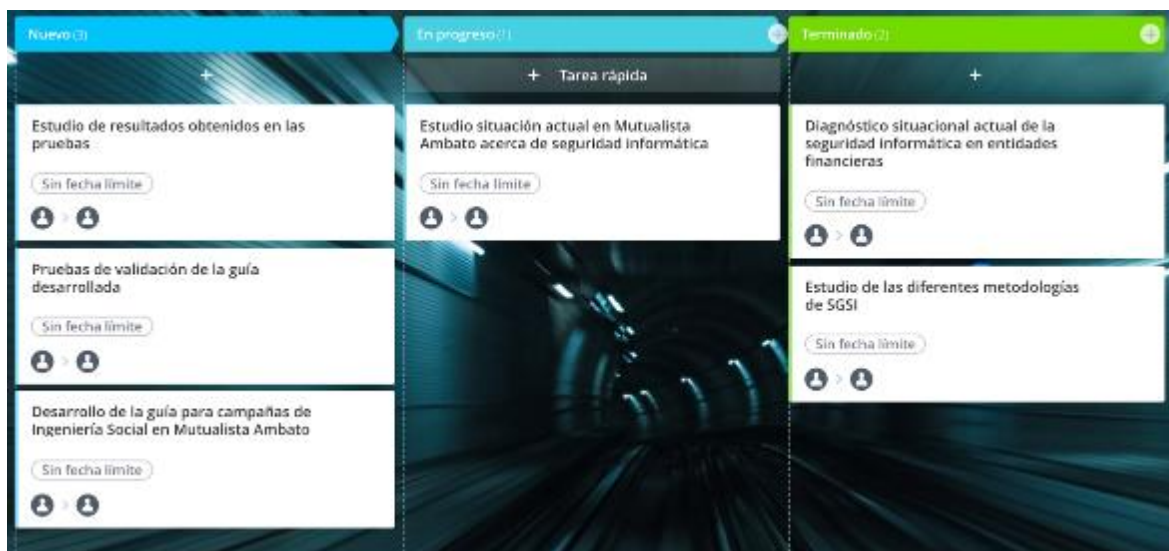 Nuevo (3)
+
Estudio de resultados obtenidos en las
pruebas
Sin fecha límite
Pruebas de validación de la guía
desarrollada
Sin fecha límite
Desarrollo de la guía para campañas de
Ingeniería Social en Mutualista Ambato
Sin fecha límite
En progreso (1)
+ Tarea rápida
Estudio situación actual en Mutualista
Ambato acerca de seguridad informática
Sin fecha límite
Terminado (2)
+
Diagnóstico situacional actual de la
seguridad informática en entidades
financieras
Sin fecha límite
Estudio de las diferentes metodologías
de SGSI
Sin fecha límite